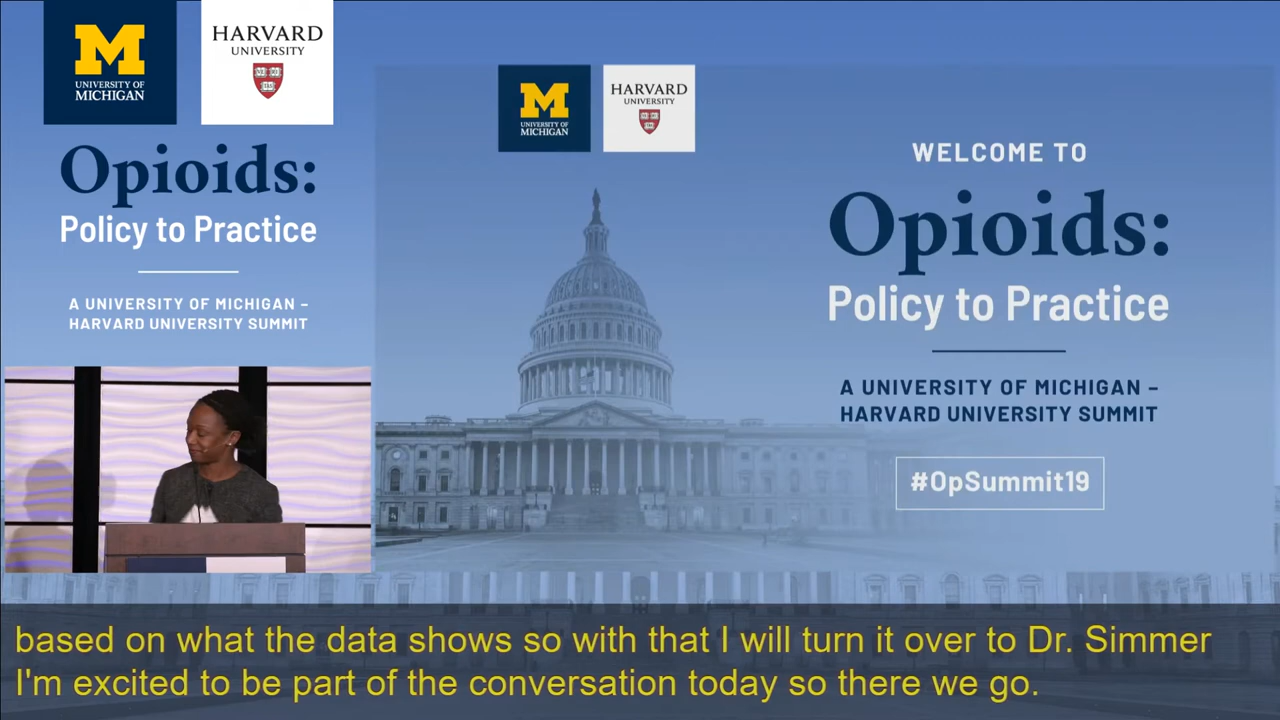 M
UNIVERSITY OF
MICHIGAN
HARVARD
UNIVERSITY
Opioids:
Policy to Practice
A UNIVERSITY OF MICHIGAN –
HARVARD UNIVERSITY SUMMIT
M
UNIVERSITY OF
MICHIGAN
HARVARD
UNIVERSITY
WELCOME TO
Opioids:
Policy to Practice
A UNIVERSITY OF MICHIGAN –
HARVARD UNIVERSITY SUMMIT
#OpSummit19
based on what the data shows so with that I will turn it over to Dr. Simmer
I'm excited to be part of the conversation today so there we go.